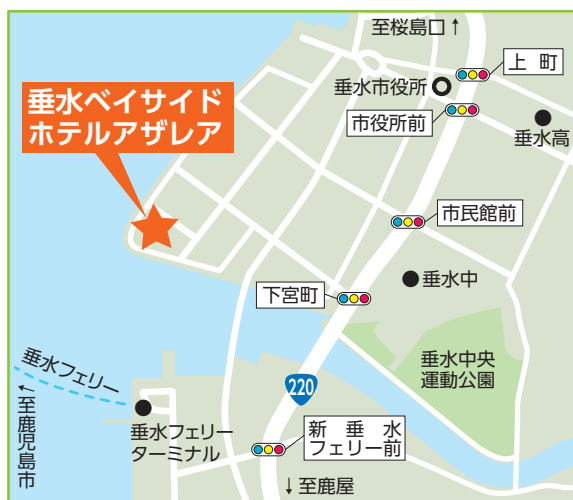 至桜島口↑
上町
垂水市役所
市役所前
垂水高
垂水ベイサイド
ホテルアザレア
市民館前
垂水中
下宮町
垂水中央
運動公園
垂水フェリー
←至鹿児島市
220
垂水フェリー
ターミナル
新垂水
フェリー前
↓至鹿屋